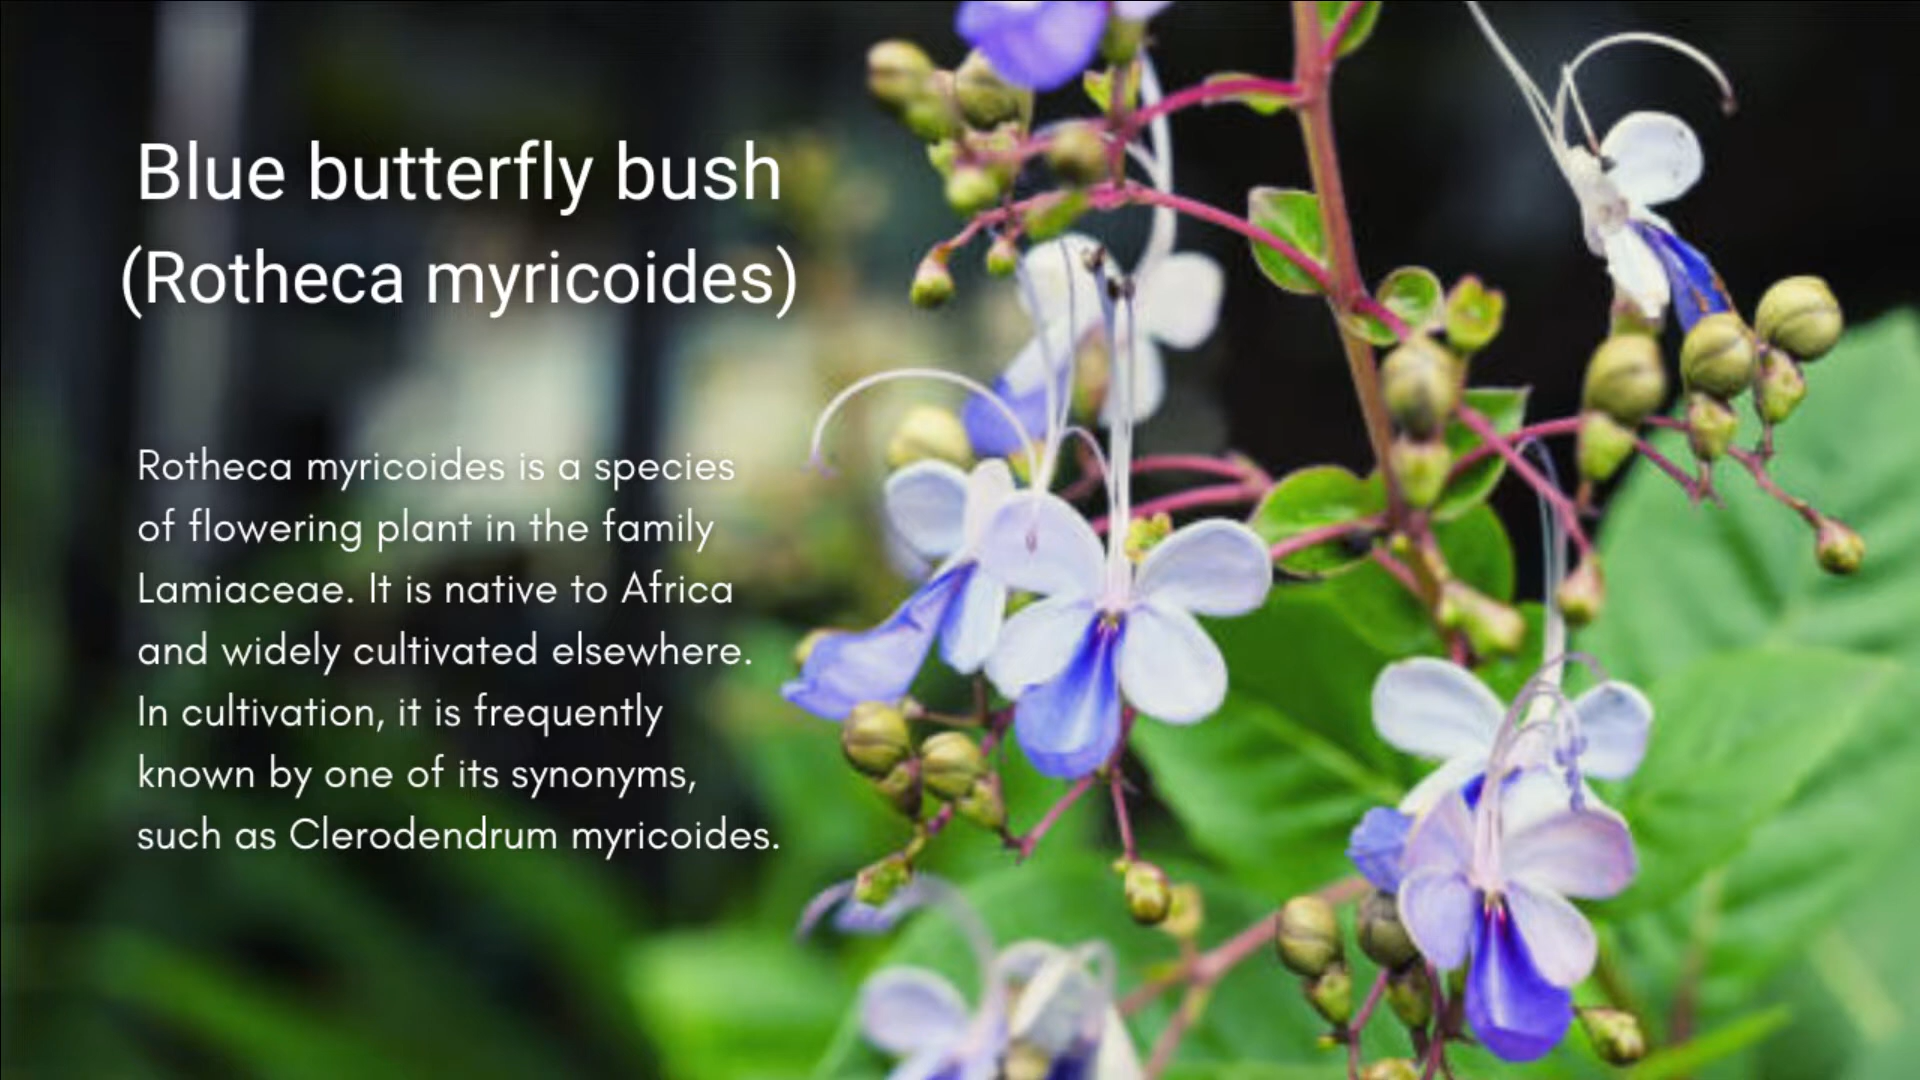 Blue butterfly bush
(Rotheca myricoides)
Rotheca myricoides is a species
of flowering plant in the family
Lamiaceae. It is native to Africa
and widely cultivated elsewhere.
In cultivation, it is frequently
known by one of its synonyms,
such as Clerodendrum myricoides.